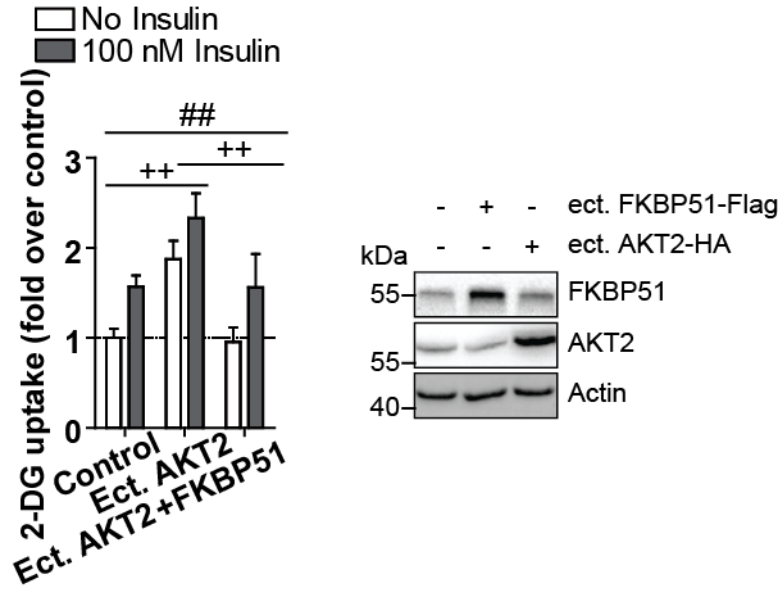 No Insulin
100 nM Insulin
2-DG uptake (fold over control)
##
++
++
3
2
1
0
Control
Ect. AKT2
Ect. AKT2+FKBP51
- + - ect. FKBP51-Flag
- - + ect. AKT2-HA
kDa
55 FKBP51
AKT2
55
Actin
40